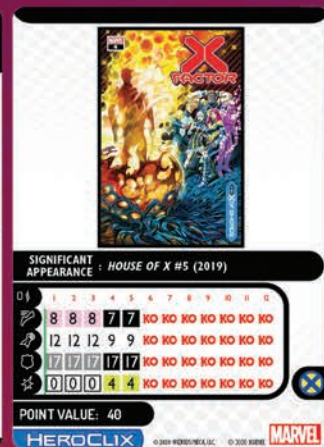 MARVEL
4
X
FACTOR
SIGNIFICANT APPEARANCE : HOUSE OF X #5 (2019)
1 2 3 4 5 6 7 8 9 10 11 12
8 8 8 7 7 KO KO KO KO KO KO KO
12 12 12 9 9 KO KO KO KO KO KO KO
17 17 17 17 17 KO KO KO KO KO KO KO
0 0 0 4 4 KO KO KO KO KO KO KO
POINT VALUE: 40
HEROCLIX
MARVEL